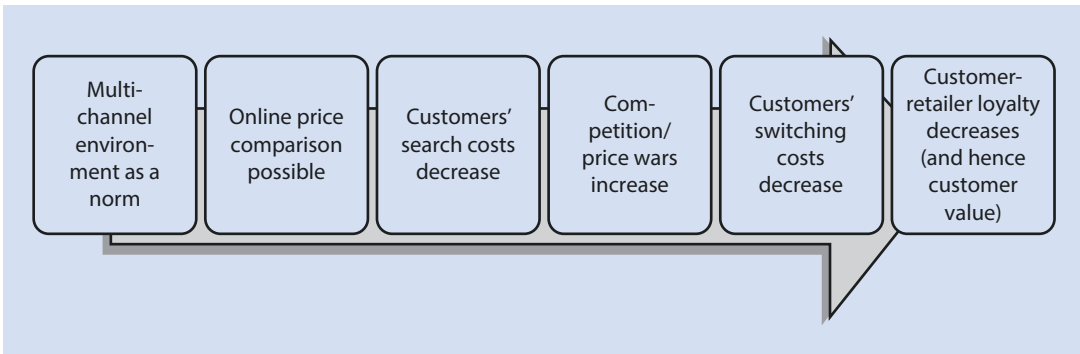 Multi-
channel
environ-
ment as a
norm
Online price
comparison
possible
Customers’
search costs
decrease
Com-
petition/
price wars
increase
Customers’
switching
costs
decrease
Customer-
retailer loyalty
decreases
(and hence
customer
value)